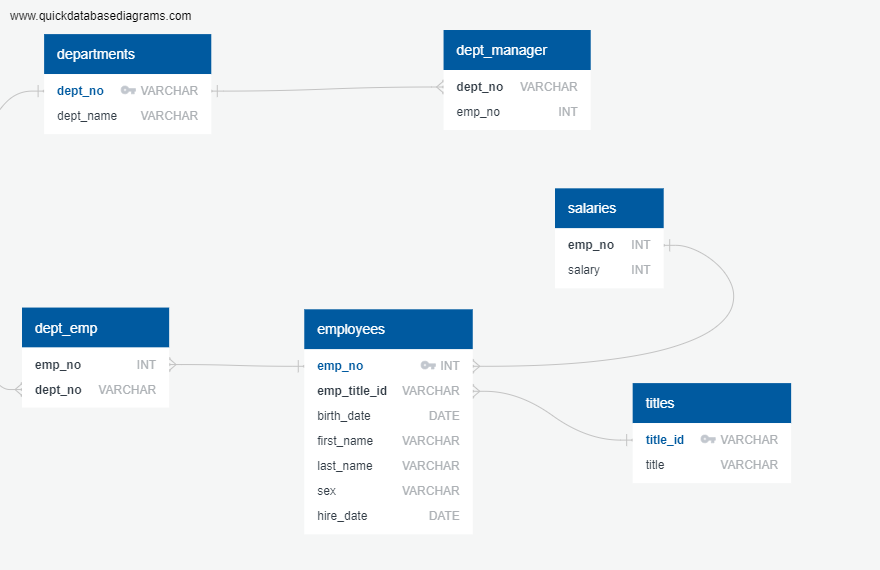 www.quickdatabasediagrams.com
departments
dept_no VARCHAR
dept_name VARCHAR
dept_manager
dept_no VARCHAR
emp_no INT
salaries
emp_no INT
salary INT
dept_emp
emp_no INT
dept_no VARCHAR
employees
emp_no INT
emp_title_id VARCHAR
birth_date DATE
first_name VARCHAR
last_name VARCHAR
sex VARCHAR
hire_date DATE
titles
title_id VARCHAR
title VARCHAR